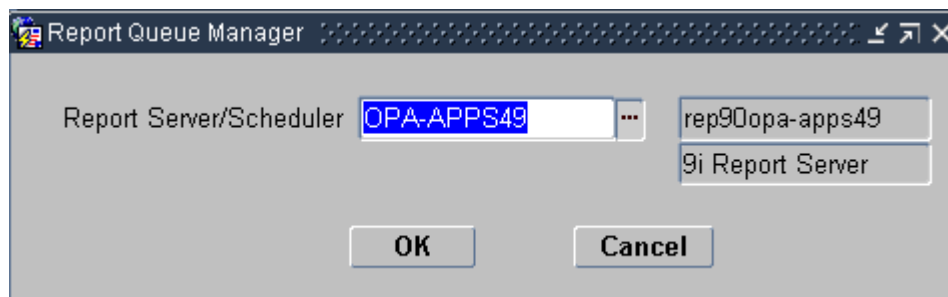 Report Queue Manager
Report Server/Scheduler OPA-APPS49 ... rep90opa-apps49
9i Report Server
OK Cancel